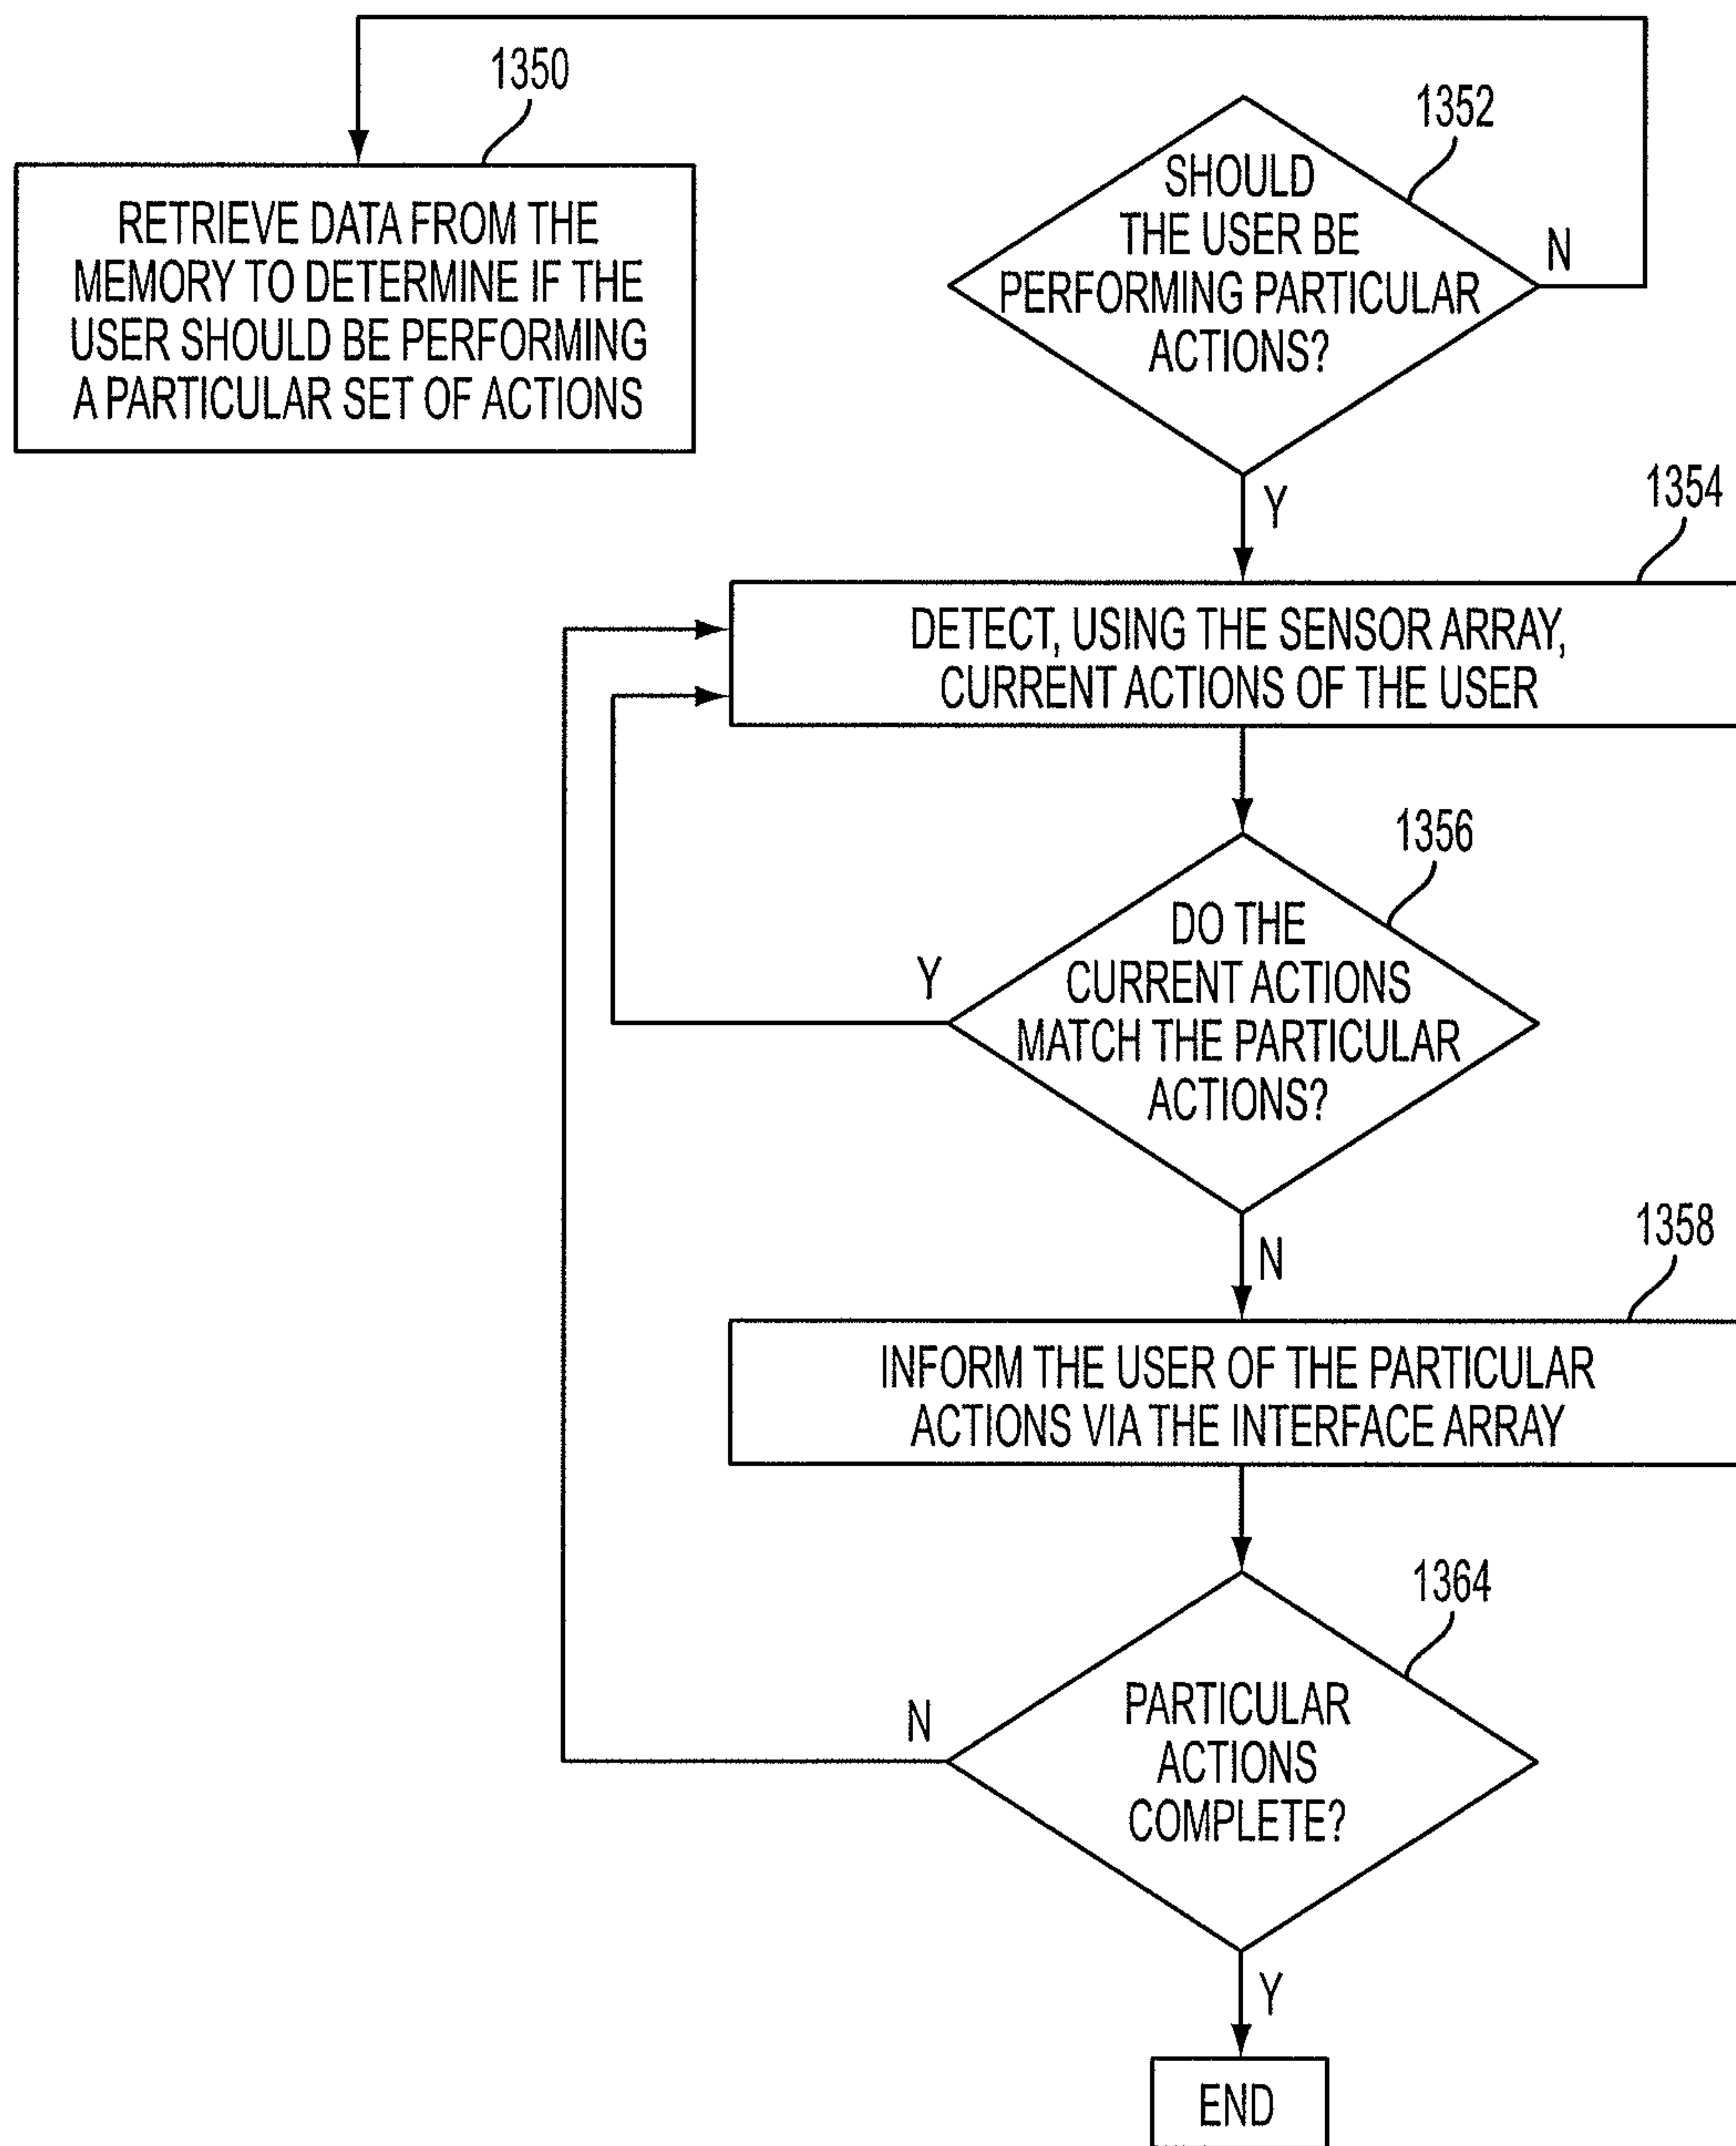 1350
RETRIEVE DATA FROM THE
MEMORY TO DETERMINE IF THE
USER SHOULD BE PERFORMING
A PARTICULAR SET OF ACTIONS
1352
SHOULD
THE USER BE
PERFORMING PARTICULAR
ACTIONS?
N
Y
1354
DETECT, USING THE SENSOR ARRAY,
CURRENT ACTIONS OF THE USER
1356
DO THE
CURRENT ACTIONS
MATCH THE PARTICULAR
ACTIONS?
Y
N
1358
INFORM THE USER OF THE PARTICULAR
ACTIONS VIA THE INTERFACE ARRAY
1364
PARTICULAR
ACTIONS
COMPLETE?
N
Y
END